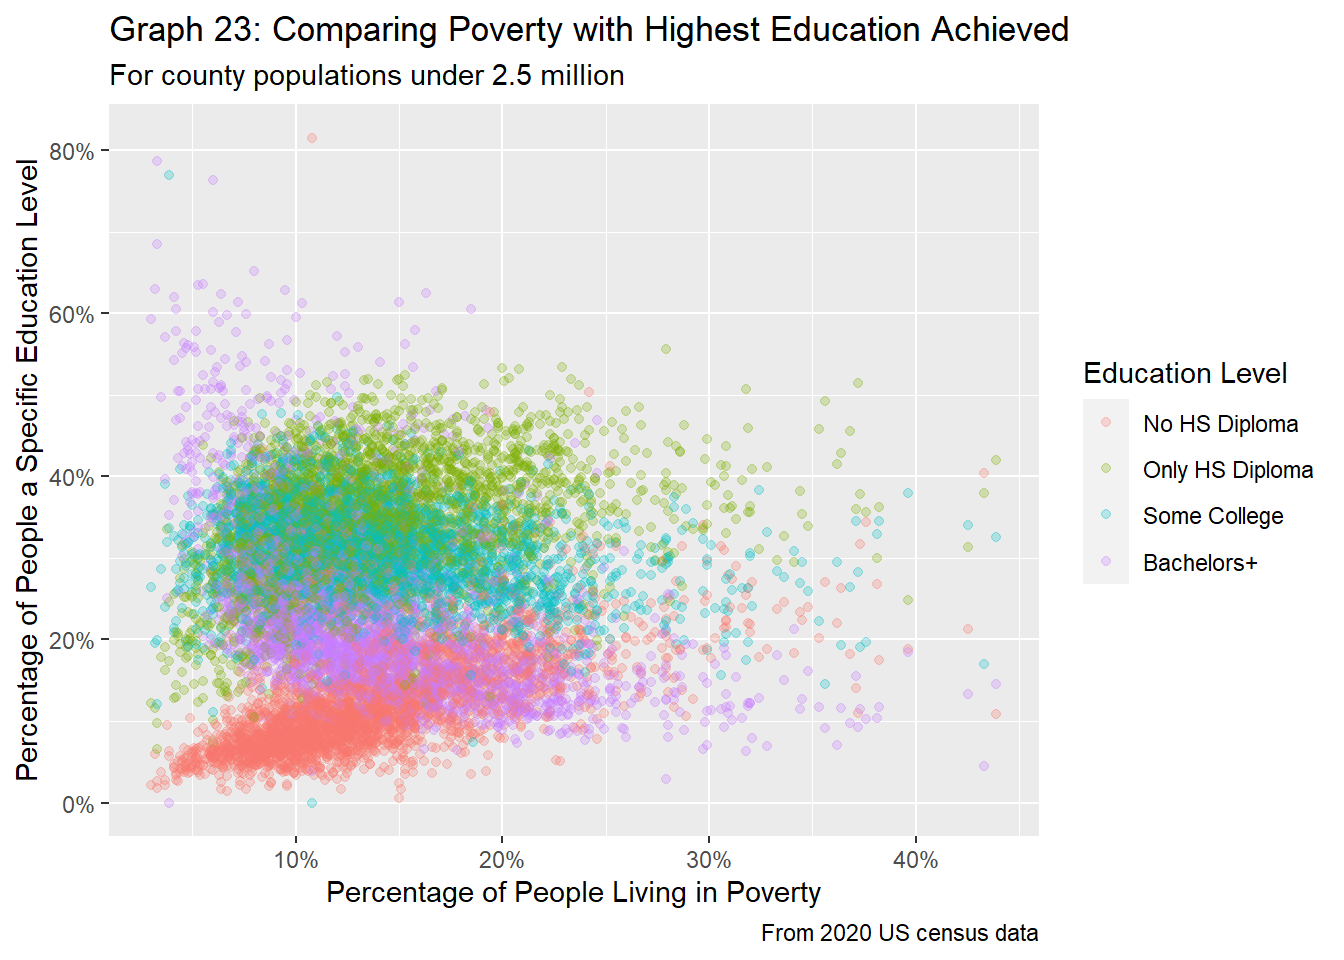 Graph 23: Comparing Poverty with Highest Education Achieved
For county populations under 2.5 million
Percentage of People a Specific Education Level
80%
60%
40%
20%
0%
10%
20%
30%
40%
Percentage of People Living in Poverty
From 2020 US census data
Education Level
No HS Diploma
Only HS Diploma
Some College
Bachelors+